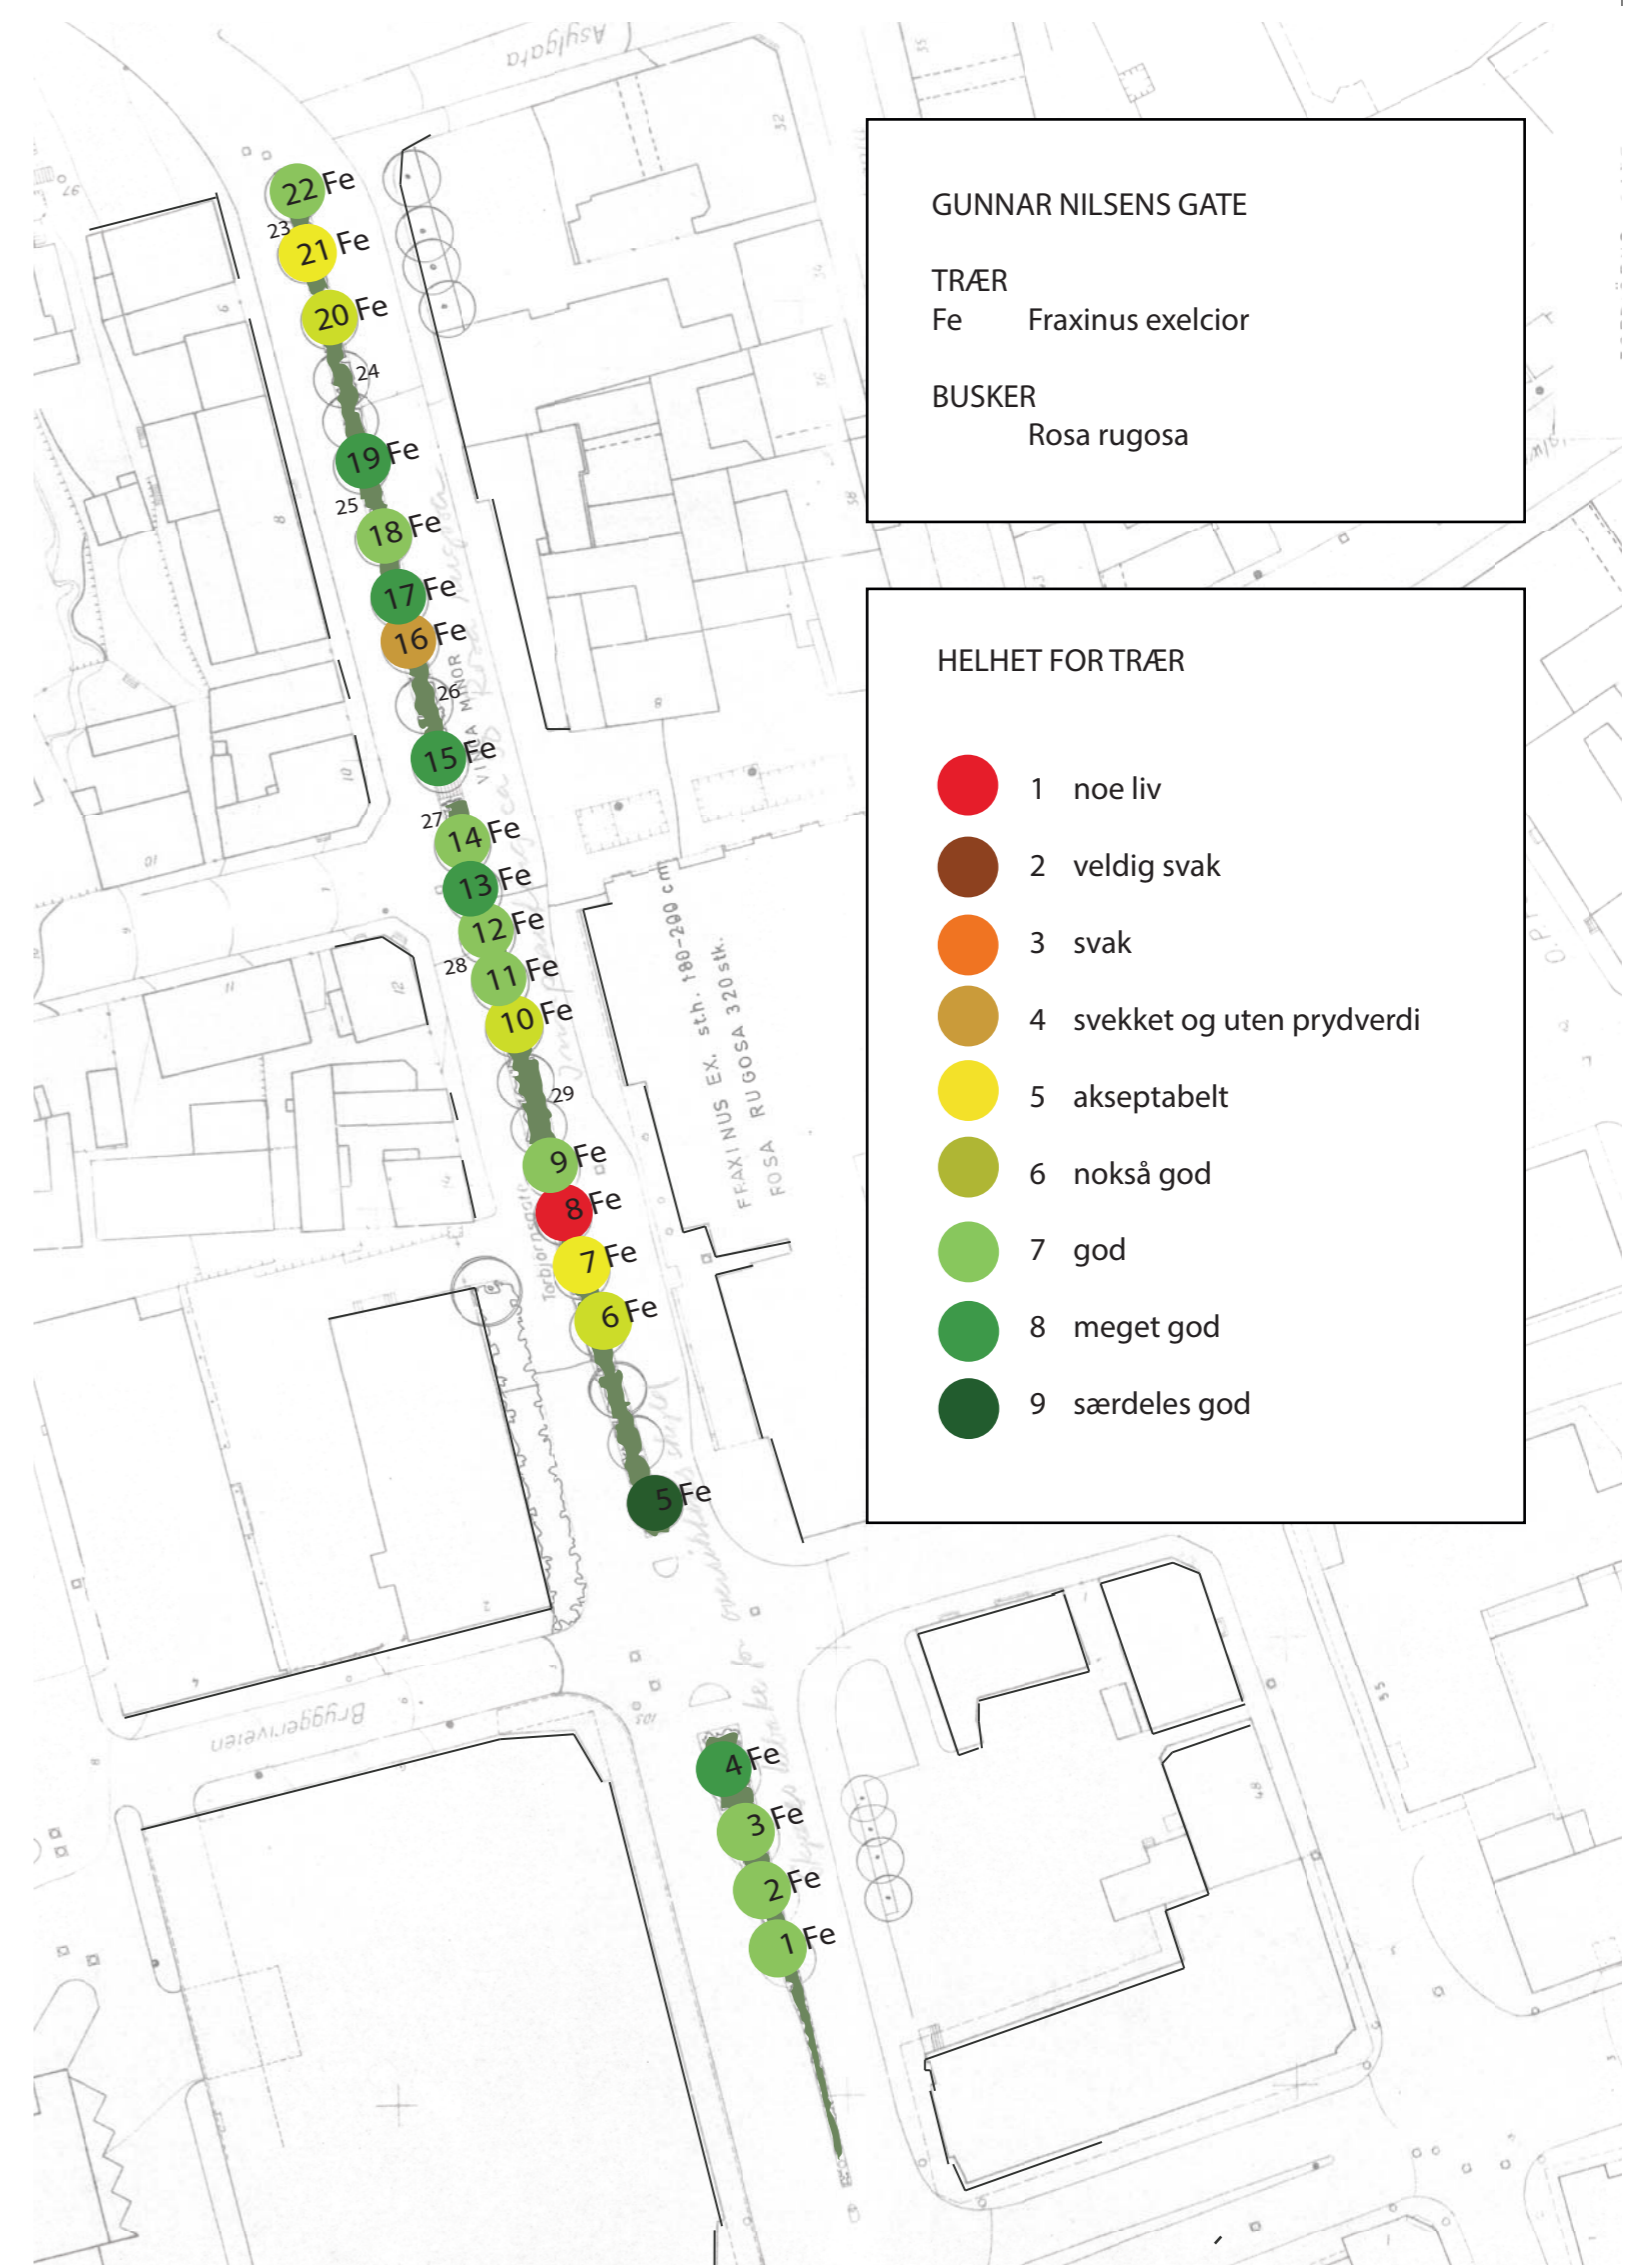 Asylgata
GUNNAR NILSENS GATE
TRÆR
Fe Fraxinus exelcior
BUSKER
Rosa rugosa
HELHET FOR TRÆR
1 noe liv
2 veldig svak
3 svak
4 svekket og uten prydverdi
5 akseptabelt
6 nokså god
7 god
8 meget god
9 særdeles god
22 Fe
23
21 Fe
20 Fe
24
19 Fe
25
18 Fe
17 Fe
16 Fe
26
VINCA MINOR
15 Fe
27
14 Fe
13 Fe
12 Fe
28
11 Fe
10 Fe
29
FFAXINUS EX. st.h. 180-200 cm
FOSA RUGOSA 320 stk.
9 Fe
8 Fe
7 Fe
6 Fe
5 Fe
Bryggeriveien
4 Fe
3 Fe
2 Fe
1 Fe